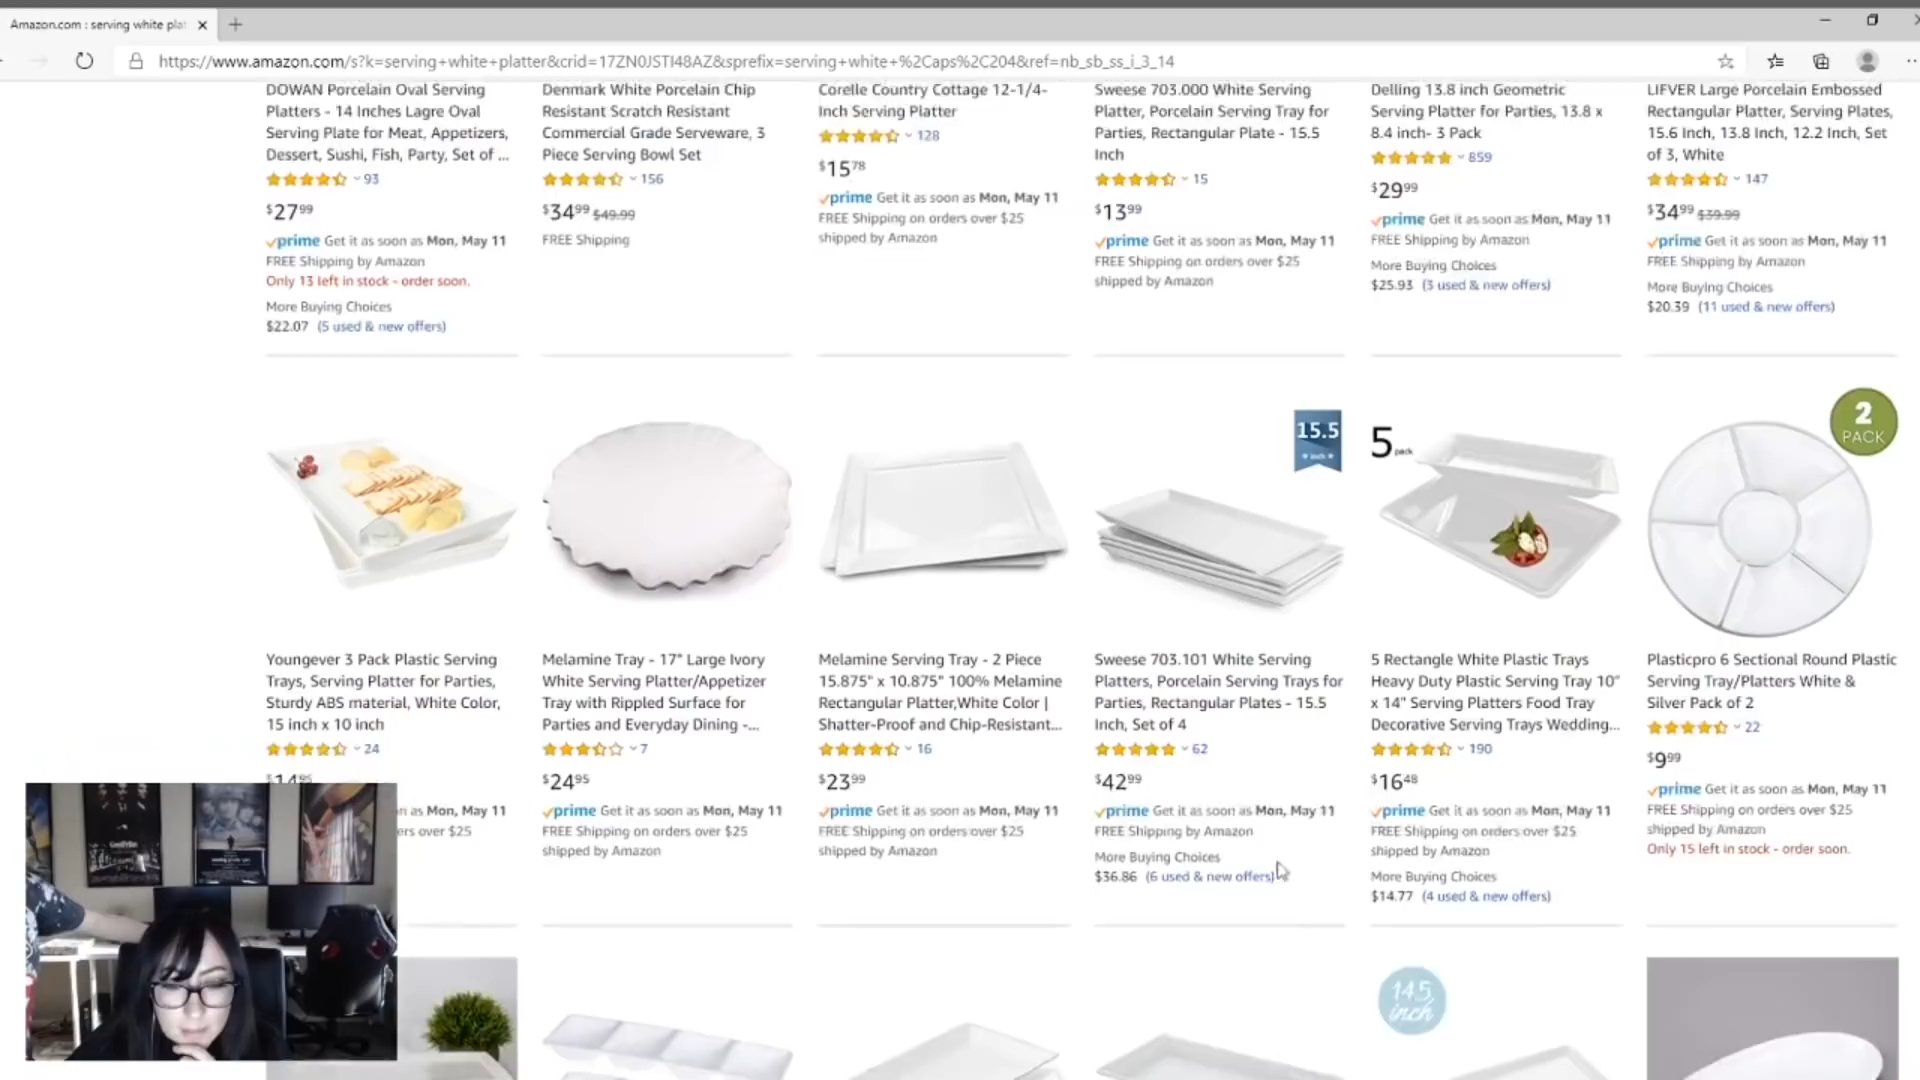 Amazon.com : serving white pla
https://www.amazon.com/s?k=serving+white+platter&crid=17ZN0JSTI48AZ&sprefix=serving+white+%2Caps%2C204&ref=nb_sb_ss_i_3_14
DOWAN Porcelain Oval Serving
Platters - 14 Inches Lagre Oval
Serving Plate for Meat, Appetizers,
Dessert, Sushi, Fish, Party, Set of ...
93
$27.99
prime Get it as soon as Mon, May 11
FREE Shipping by Amazon
Only 13 left in stock - order soon.
More Buying Choices
$22.07 (5 used & new offers)
Denmark White Porcelain Chip
Resistant Scratch Resistant
Commercial Grade Serveware, 3
Piece Serving Bowl Set
156
$34.99 $49.99
FREE Shipping
Corelle Country Cottage 12-1/4-
Inch Serving Platter
128
$15.78
prime Get it as soon as Mon, May 11
FREE Shipping on orders over $25
shipped by Amazon
Sweese 703.000 White Serving
Platter, Porcelain Serving Tray for
Parties, Rectangular Plate - 15.5
Inch
15
$13.99
prime Get it as soon as Mon, May 11
FREE Shipping on orders over $25
shipped by Amazon
Delling 13.8 inch Geometric
Serving Platter for Parties, 13.8 x
8.4 inch- 3 Pack
859
$29.99
prime Get it as soon as Mon, May 11
FREE Shipping by Amazon
More Buying Choices
$25.93 (3 used & new offers)
LIFVER Large Porcelain Embossed
Rectangular Platter, Serving Plates,
15.6 Inch, 13.8 Inch, 12.2 Inch, Set
of 3, White
147
$34.99 $39.99
prime Get it as soon as Mon, May 11
FREE Shipping by Amazon
More Buying Choices
$20.39 (11 used & new offers)
15.5
inch
5 pack
2
PACK
Youngever 3 Pack Plastic Serving
Trays, Serving Platter for Parties,
Sturdy ABS material, White Color,
15 inch x 10 inch
24
$14.95
n as Mon, May 11
ers over $25
Melamine Tray - 17" Large Ivory
White Serving Platter/Appetizer
Tray with Rippled Surface for
Parties and Everyday Dining -...
7
$24.95
prime Get it as soon as Mon, May 11
FREE Shipping on orders over $25
shipped by Amazon
Melamine Serving Tray - 2 Piece
15.875" x 10.875" 100% Melamine
Rectangular Platter,White Color |
Shatter-Proof and Chip-Resistant...
16
$23.99
prime Get it as soon as Mon, May 11
FREE Shipping on orders over $25
shipped by Amazon
Sweese 703.101 White Serving
Platters, Porcelain Serving Trays for
Parties, Rectangular Plates - 15.5
Inch, Set of 4
62
$42.99
prime Get it as soon as Mon, May 11
FREE Shipping by Amazon
More Buying Choices
$36.86 (6 used & new offers)
5 Rectangle White Plastic Trays
Heavy Duty Plastic Serving Tray 10"
x 14" Serving Platters Food Tray
Decorative Serving Trays Wedding...
190
$16.48
prime Get it as soon as Mon, May 11
FREE Shipping on orders over $25
shipped by Amazon
More Buying Choices
$14.77 (4 used & new offers)
Plasticpro 6 Sectional Round Plastic
Serving Tray/Platters White &
Silver Pack of 2
22
$9.99
prime Get it as soon as Mon, May 11
FREE Shipping on orders over $25
shipped by Amazon
Only 15 left in stock - order soon.
14.5
inch